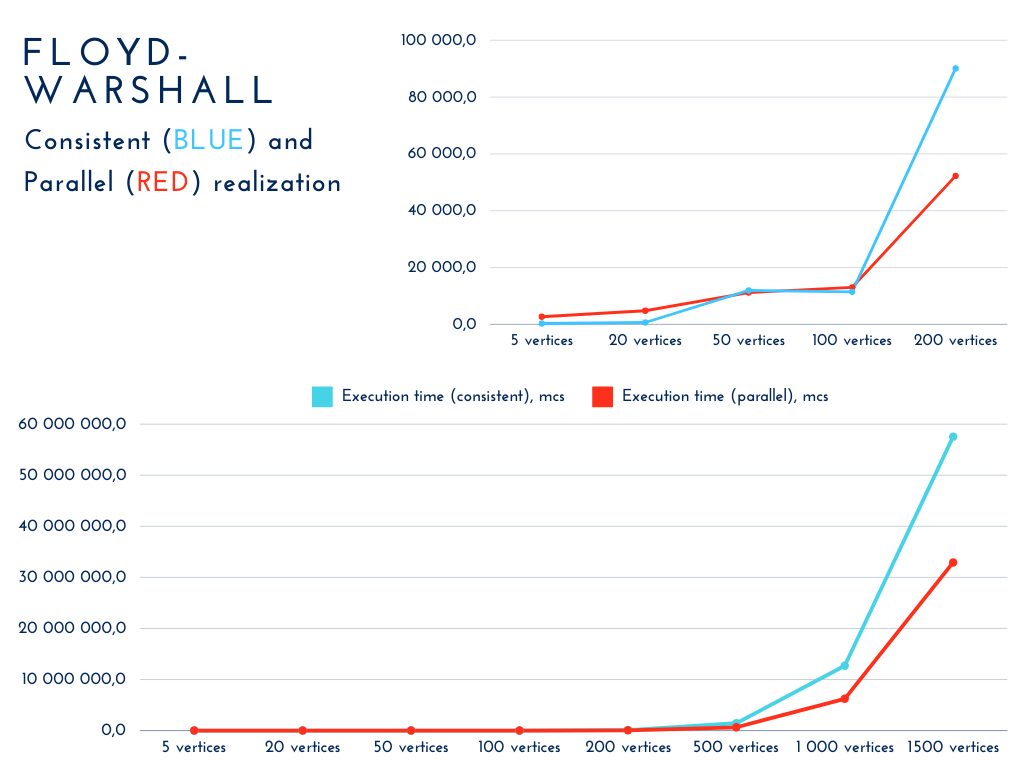 FLOYD-
WARSHALL
Consistent (BLUE) and
Parallel (RED) realization
100 000,0
80 000,0
60 000,0
40 000,0
20 000,0
0,0
5 vertices 20 vertices 50 vertices 100 vertices 200 vertices
Execution time (consistent), mcs Execution time (parallel), mcs
60 000 000,0
50 000 000,0
40 000 000,0
30 000 000,0
20 000 000,0
10 000 000,0
0,0
5 vertices 20 vertices 50 vertices 100 vertices 200 vertices 500 vertices 1 000 vertices 1500 vertices